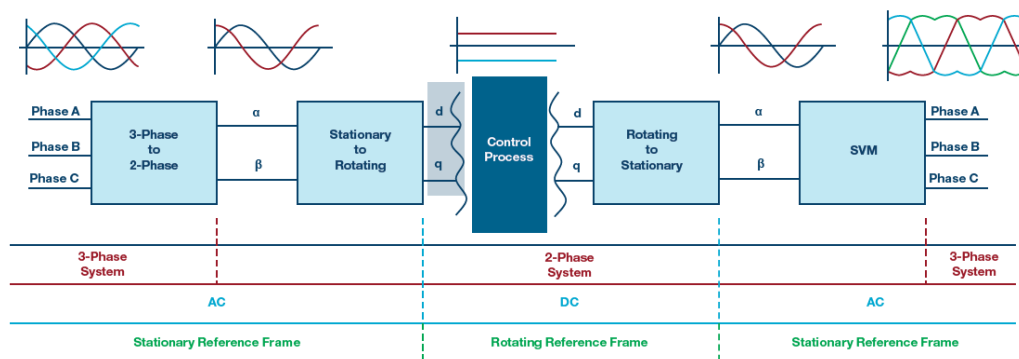 Phase A
Phase B
Phase C
3-Phase
to
2-Phase
α
β
Stationary
to
Rotating
d
q
Control
Process
d
q
Rotating
to
Stationary
α
β
SVM
Phase A
Phase B
Phase C
3-Phase
System
2-Phase
System
3-Phase
System
AC
DC
AC
Stationary Reference Frame
Rotating Reference Frame
Stationary Reference Frame